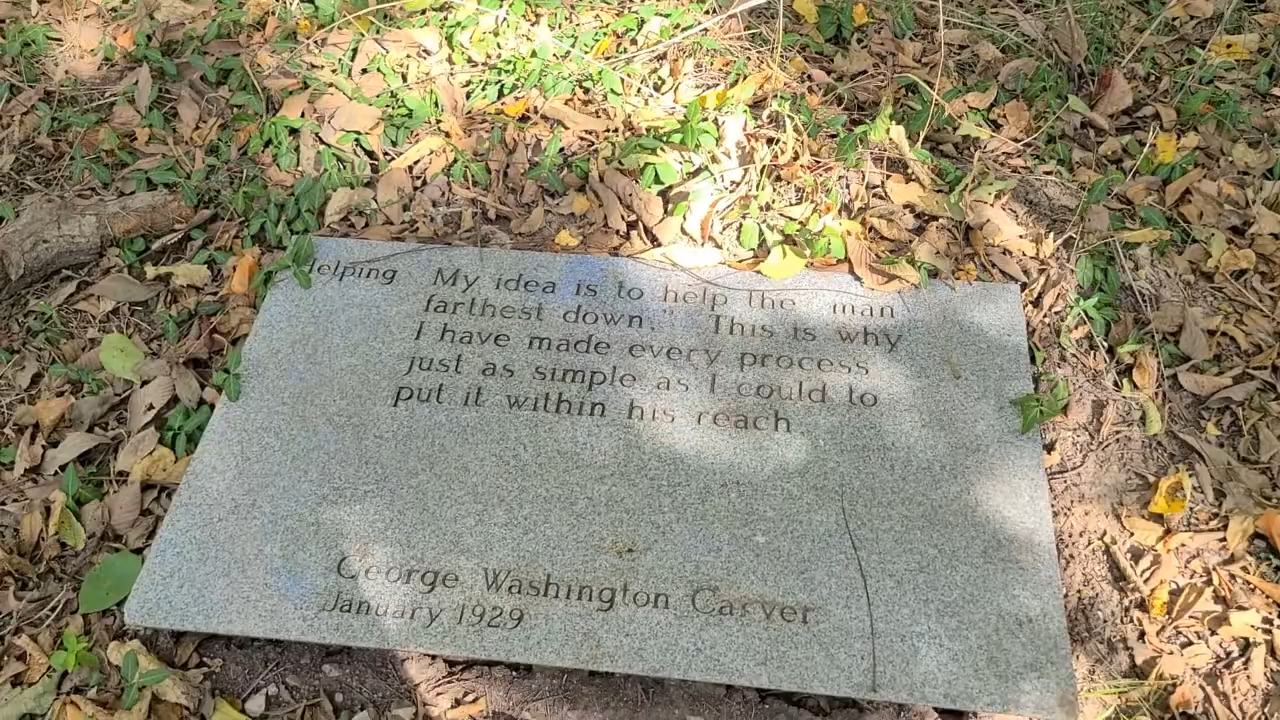 Helping My idea is to help the man
farthest down." This is why
I have made every process
just as simple as I could to
put it within his reach
George Washington Carver
January 1929